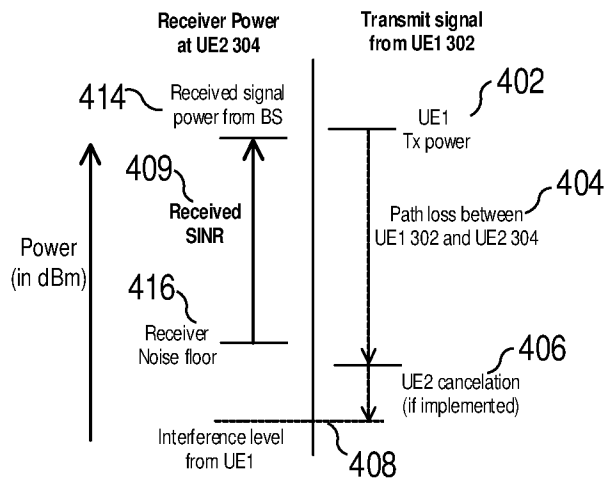 Receiver Power
at UE2 304
Transmit signal
from UE1 302
414
Received signal
power from BS
402
UE1
Tx power
409
Received
SINR
404
Path loss between
UE1 302 and UE2 304
Power
(in dBm)
416
Receiver
Noise floor
406
UE2 cancelation
(if implemented)
Interference level
from UE1
408